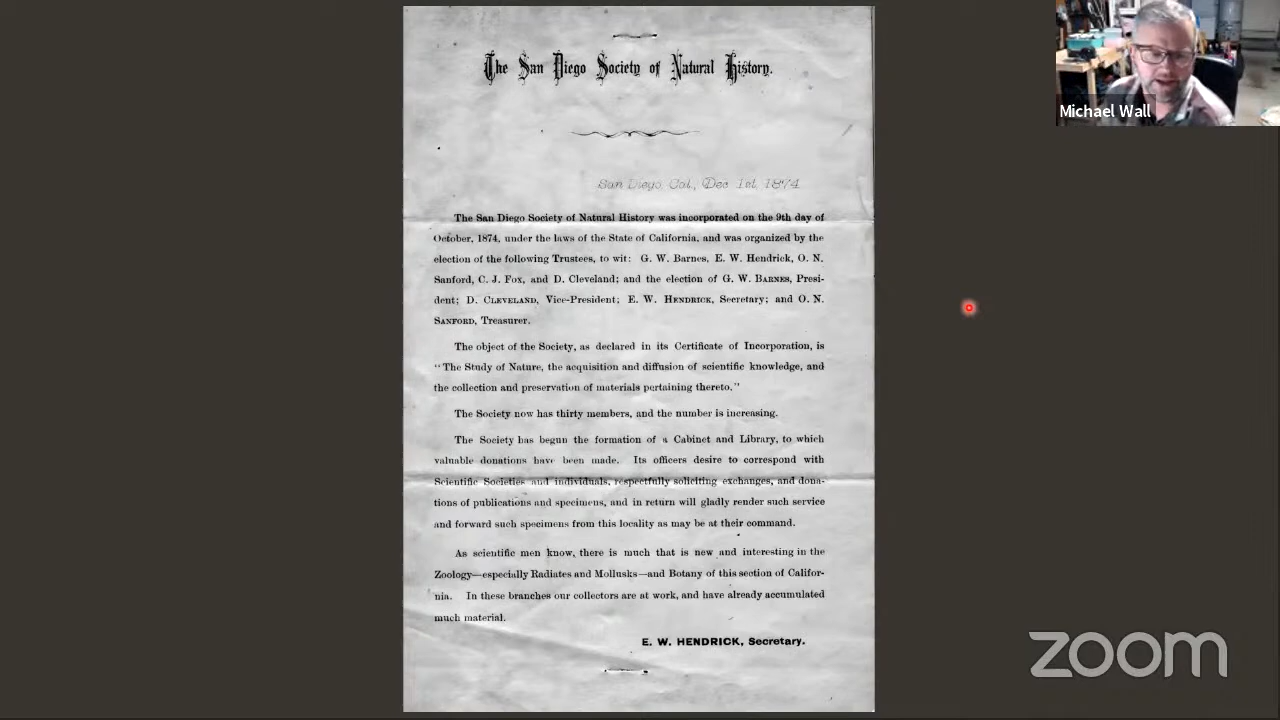 The San Diego Society of Natural History.
Michael Wall
San Diego, Cal., Dec 1st, 1874
The San Diego Society of Natural History was incorporated on the 9th day of
October, 1874, under the laws of the State of California, and was organized by the
election of the following Trustees, to wit: G. W. Barnes, E. W. Hendrick, O. N.
Sanford, C. J. Fox, and D. Cleveland; and the election of G. W. BARNES, Presi-
dent; D. CLEVELAND, Vice-President; E. W. HENDRICK, Secretary; and O. N.
SANFORD, Treasurer.
The object of the Society, as declared in its Certificate of Incorporation, is
"The Study of Nature, the acquisition and diffusion of scientific knowledge, and
the collection and preservation of materials pertaining thereto."
The Society now has thirty members, and the number is increasing.
The Society has begun the formation of a Cabinet and Library, to which
valuable donations have been made. Its officers desire to correspond with
Scientific Societies and individuals, respectfully soliciting exchanges, and dona-
tions of publications and specimens, and in return will gladly render such service
and forward such specimens from this locality as may be at their command.
As scientific men know, there is much that is new and interesting in the
Zoology—especially Radiates and Mollusks—and Botany of this section of Califor-
nia. In these branches our collectors are at work, and have already accumulated
much material.
E. W. HENDRICK, Secretary.
zoom